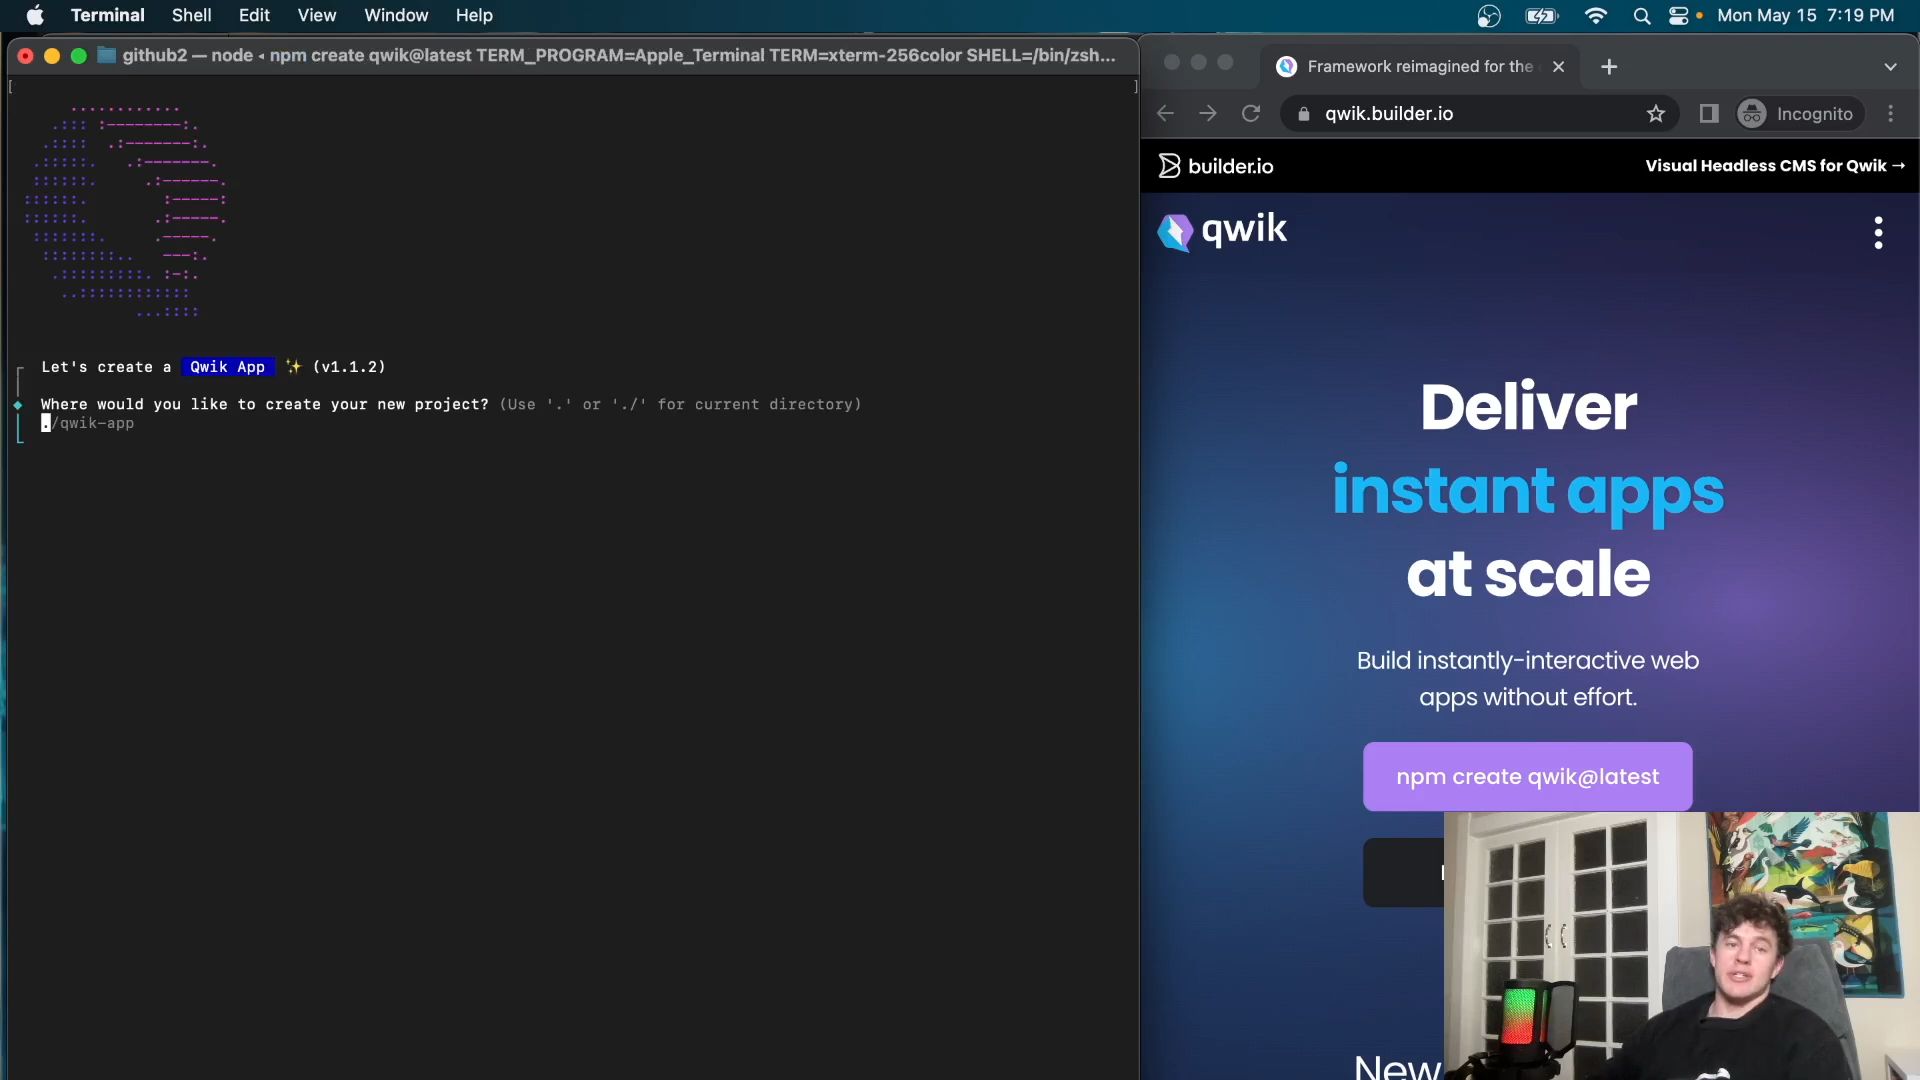 Terminal Shell Edit View Window Help
Mon May 15 7:19 PM
github2 — node ◂ npm create qwik@latest TERM_PROGRAM=Apple_Terminal TERM=xterm-256color SHELL=/bin/zsh...
Let's create a Qwik App ✨ (v1.1.2)
Where would you like to create your new project? (Use '.' or './' for current directory)
./qwik-app
Framework reimagined for the
qwik.builder.io
Incognito
builder.io
Visual Headless CMS for Qwik →
qwik
Deliver
instant apps
at scale
Build instantly-interactive web
apps without effort.
npm create qwik@latest
New